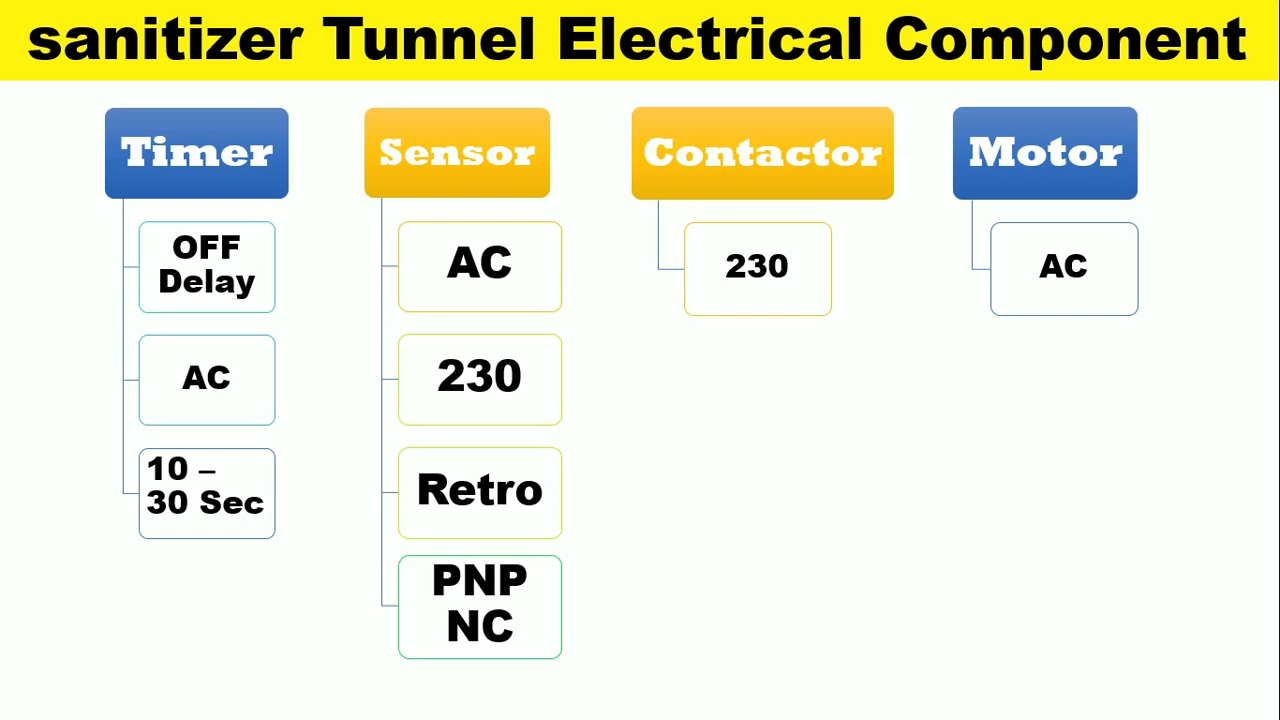 sanitizer Tunnel Electrical Component
Timer
OFF
Delay
AC
10 –
30 Sec
Sensor
AC
230
Retro
PNP
NC
Contactor
230
Motor
AC